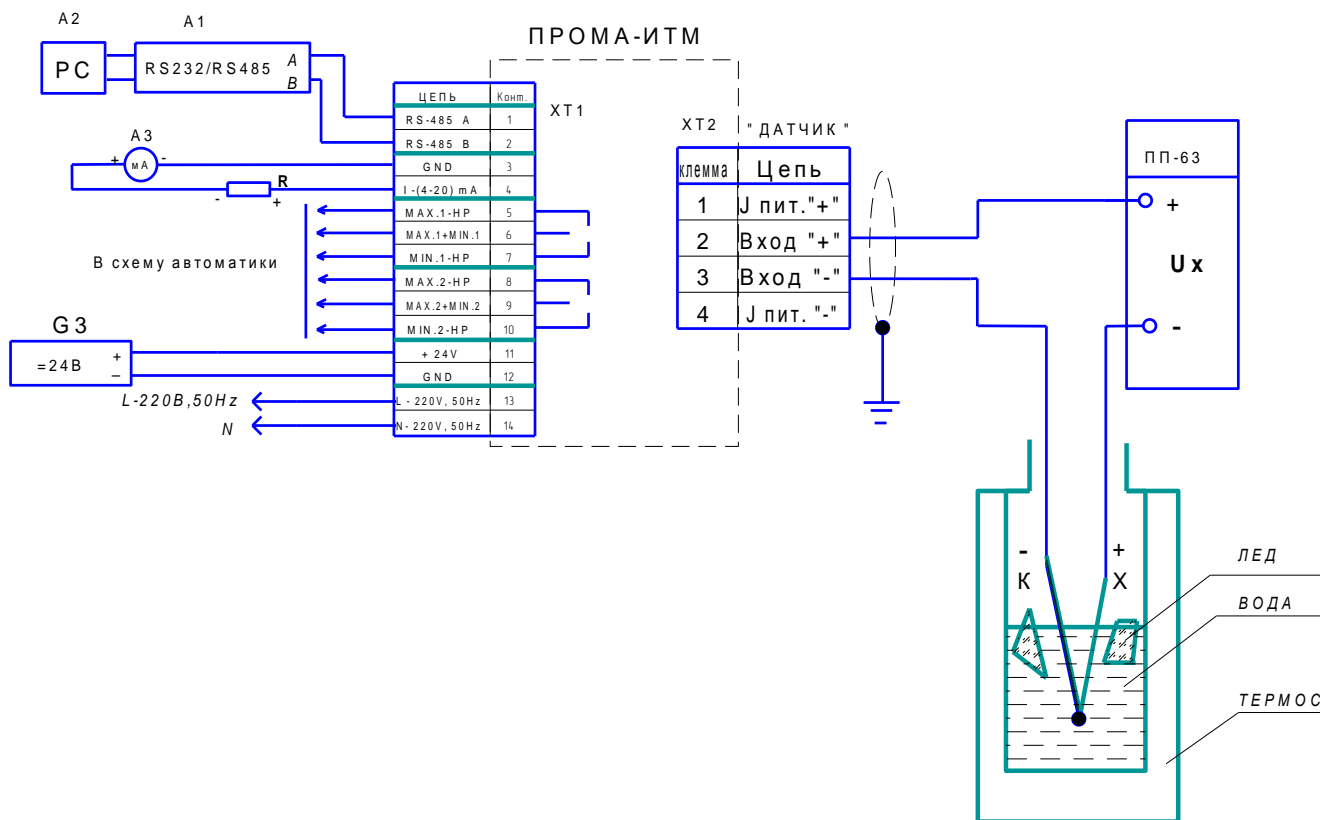 А2
А1
ПРОМА-ИТМ
PC
RS232/RS485
A
B
ЦЕПЬ
Конт.
XT1
RS-485 A
1
RS-485 B
2
GND
3
I-(4-20) mA
4
MAX.1-HP
5
MAX.1+MIN.1
6
MIN.1-HP
7
MAX.2-HP
8
MAX.2+MIN.2
9
MIN.2-HP
10
+ 24V
11
GND
12
L - 220V, 50Hz
13
N- 220V, 50Hz
14
А3
+
мА
-
R
-
+
В схему автоматики
G3
=24В
+
–
L-220В,50Hz
N
XT2
"ДАТЧИК"
клемма
Цепь
1
J пит."+"
2
Вход "+"
3
Вход "-"
4
J пит. "-"
ПП-63
+
Ux
-
-
К
+
Х
ЛЕД
ВОДА
ТЕРМОС